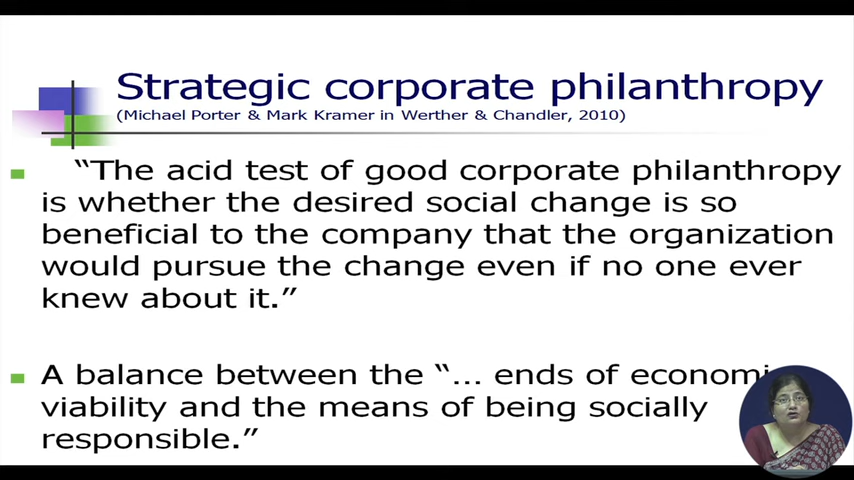 Strategic corporate philanthropy
(Michael Porter & Mark Kramer in Werther & Chandler, 2010)
“The acid test of good corporate philanthropy
is whether the desired social change is so
beneficial to the company that the organization
would pursue the change even if no one ever
knew about it.”
A balance between the “... ends of economi
viability and the means of being socially
responsible.”